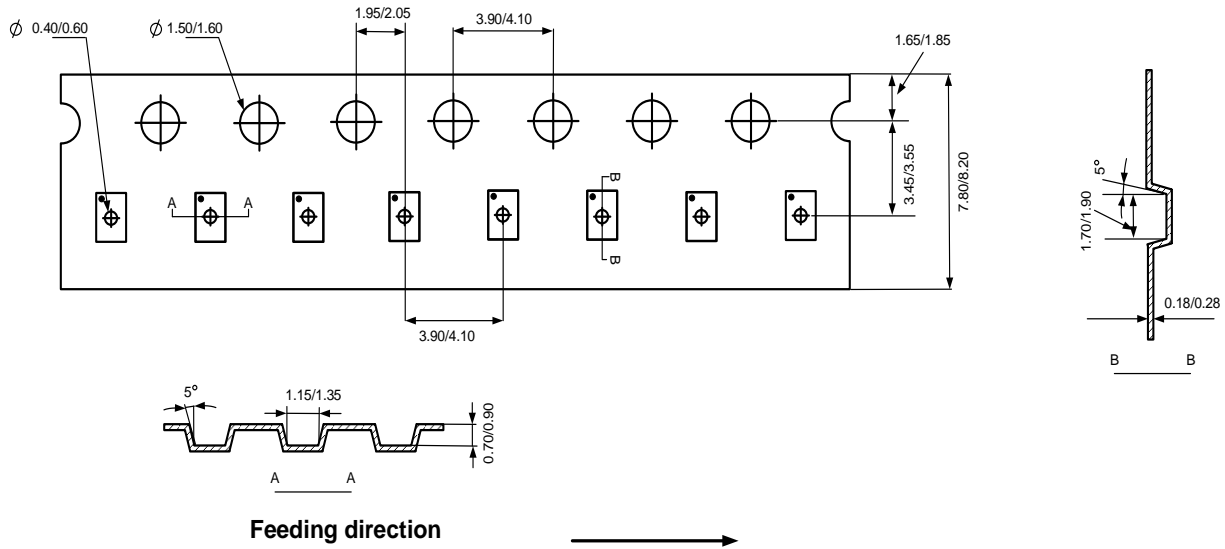 1.95/2.05
3.90/4.10
⌀ 0.40/0.60
⌀ 1.50/1.60
1.65/1.85
3.45/3.55
7.80/8.20
A A
B
B
3.90/4.10
5°
1.70/1.90
0.18/0.28
B B
5°
1.15/1.35
0.70/0.90
A A
Feeding direction